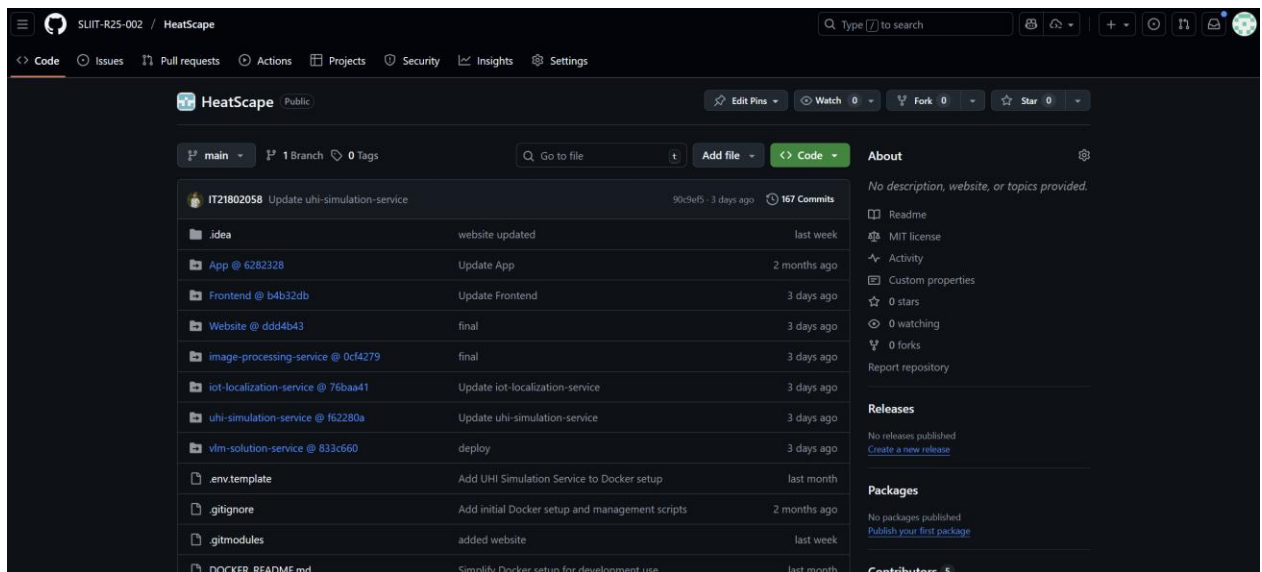 SLIIT-R25-002 / HeatScape
Type / to search
Code Issues Pull requests Actions Projects Security Insights Settings
HeatScape Public
Edit Pins Watch 0 Fork 0 Star 0
main 1 Branch 0 Tags
Go to file t
Add file Code
IT21802058 Update uhi-simulation-service 90c9ef5 · 3 days ago 167 Commits
.idea website updated last week
App @ 6282328 Update App 2 months ago
Frontend @ b4b32db Update Frontend 3 days ago
Website @ ddd4b43 final 3 days ago
image-processing-service @ 0cf4279 final 3 days ago
iot-localization-service @ 76baa41 Update iot-localization-service 3 days ago
uhi-simulation-service @ f62280a Update uhi-simulation-service 3 days ago
vlm-solution-service @ 833c660 deploy 3 days ago
.env.template Add UHI Simulation Service to Docker setup last month
.gitignore Add initial Docker setup and management scripts 2 months ago
.gitmodules added website last week
DOCKER_README.md Simplify Docker setup for development use last month
About
No description, website, or topics provided.
Readme
MIT license
Activity
Custom properties
0 stars
0 watching
0 forks
Report repository
Releases
No releases published
Create a new release
Packages
No packages published
Publish your first package
Contributors 5